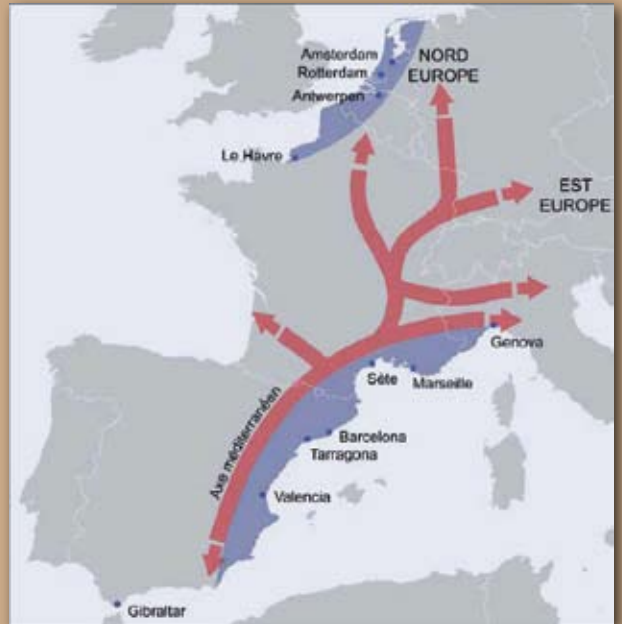 Amsterdam
NORD
EUROPE
Rotterdam
Antwerpen
Le Havre
EST
EUROPE
Genova
Sète
Marseille
Axe méditerranéen
Barcelona
Tarragona
Valencia
Gibraltar